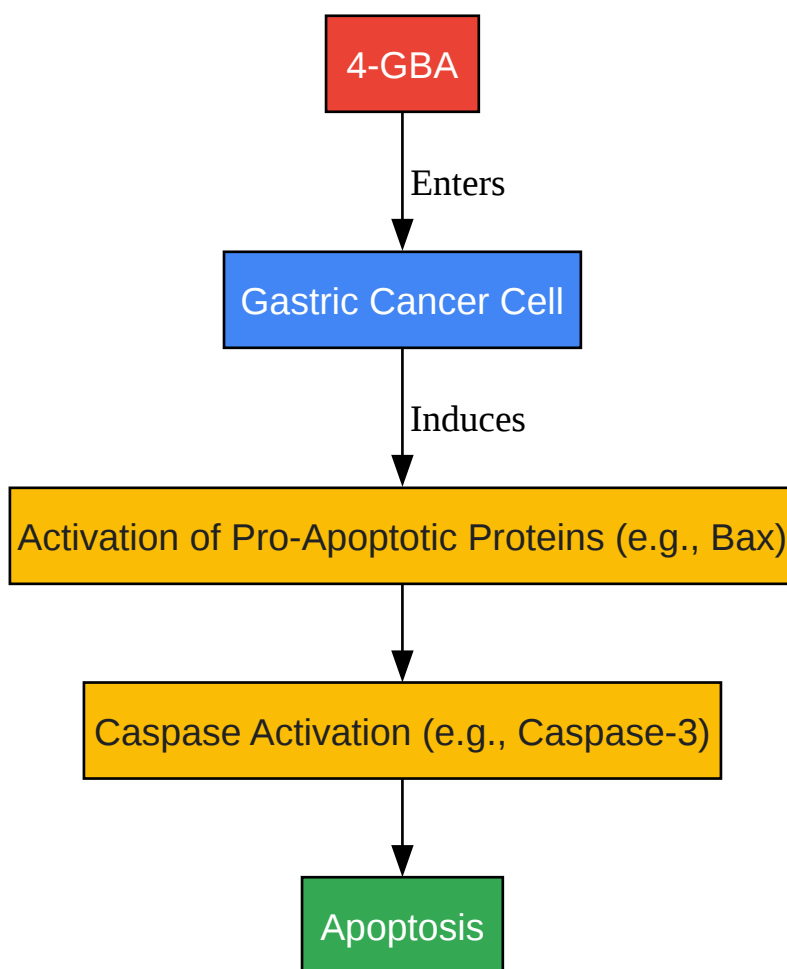 4-GBA
Enters
Gastric Cancer Cell
Induces
Activation of Pro-Apoptotic Proteins (e.g., Bax)
Caspase Activation (e.g., Caspase-3)
Apoptosis